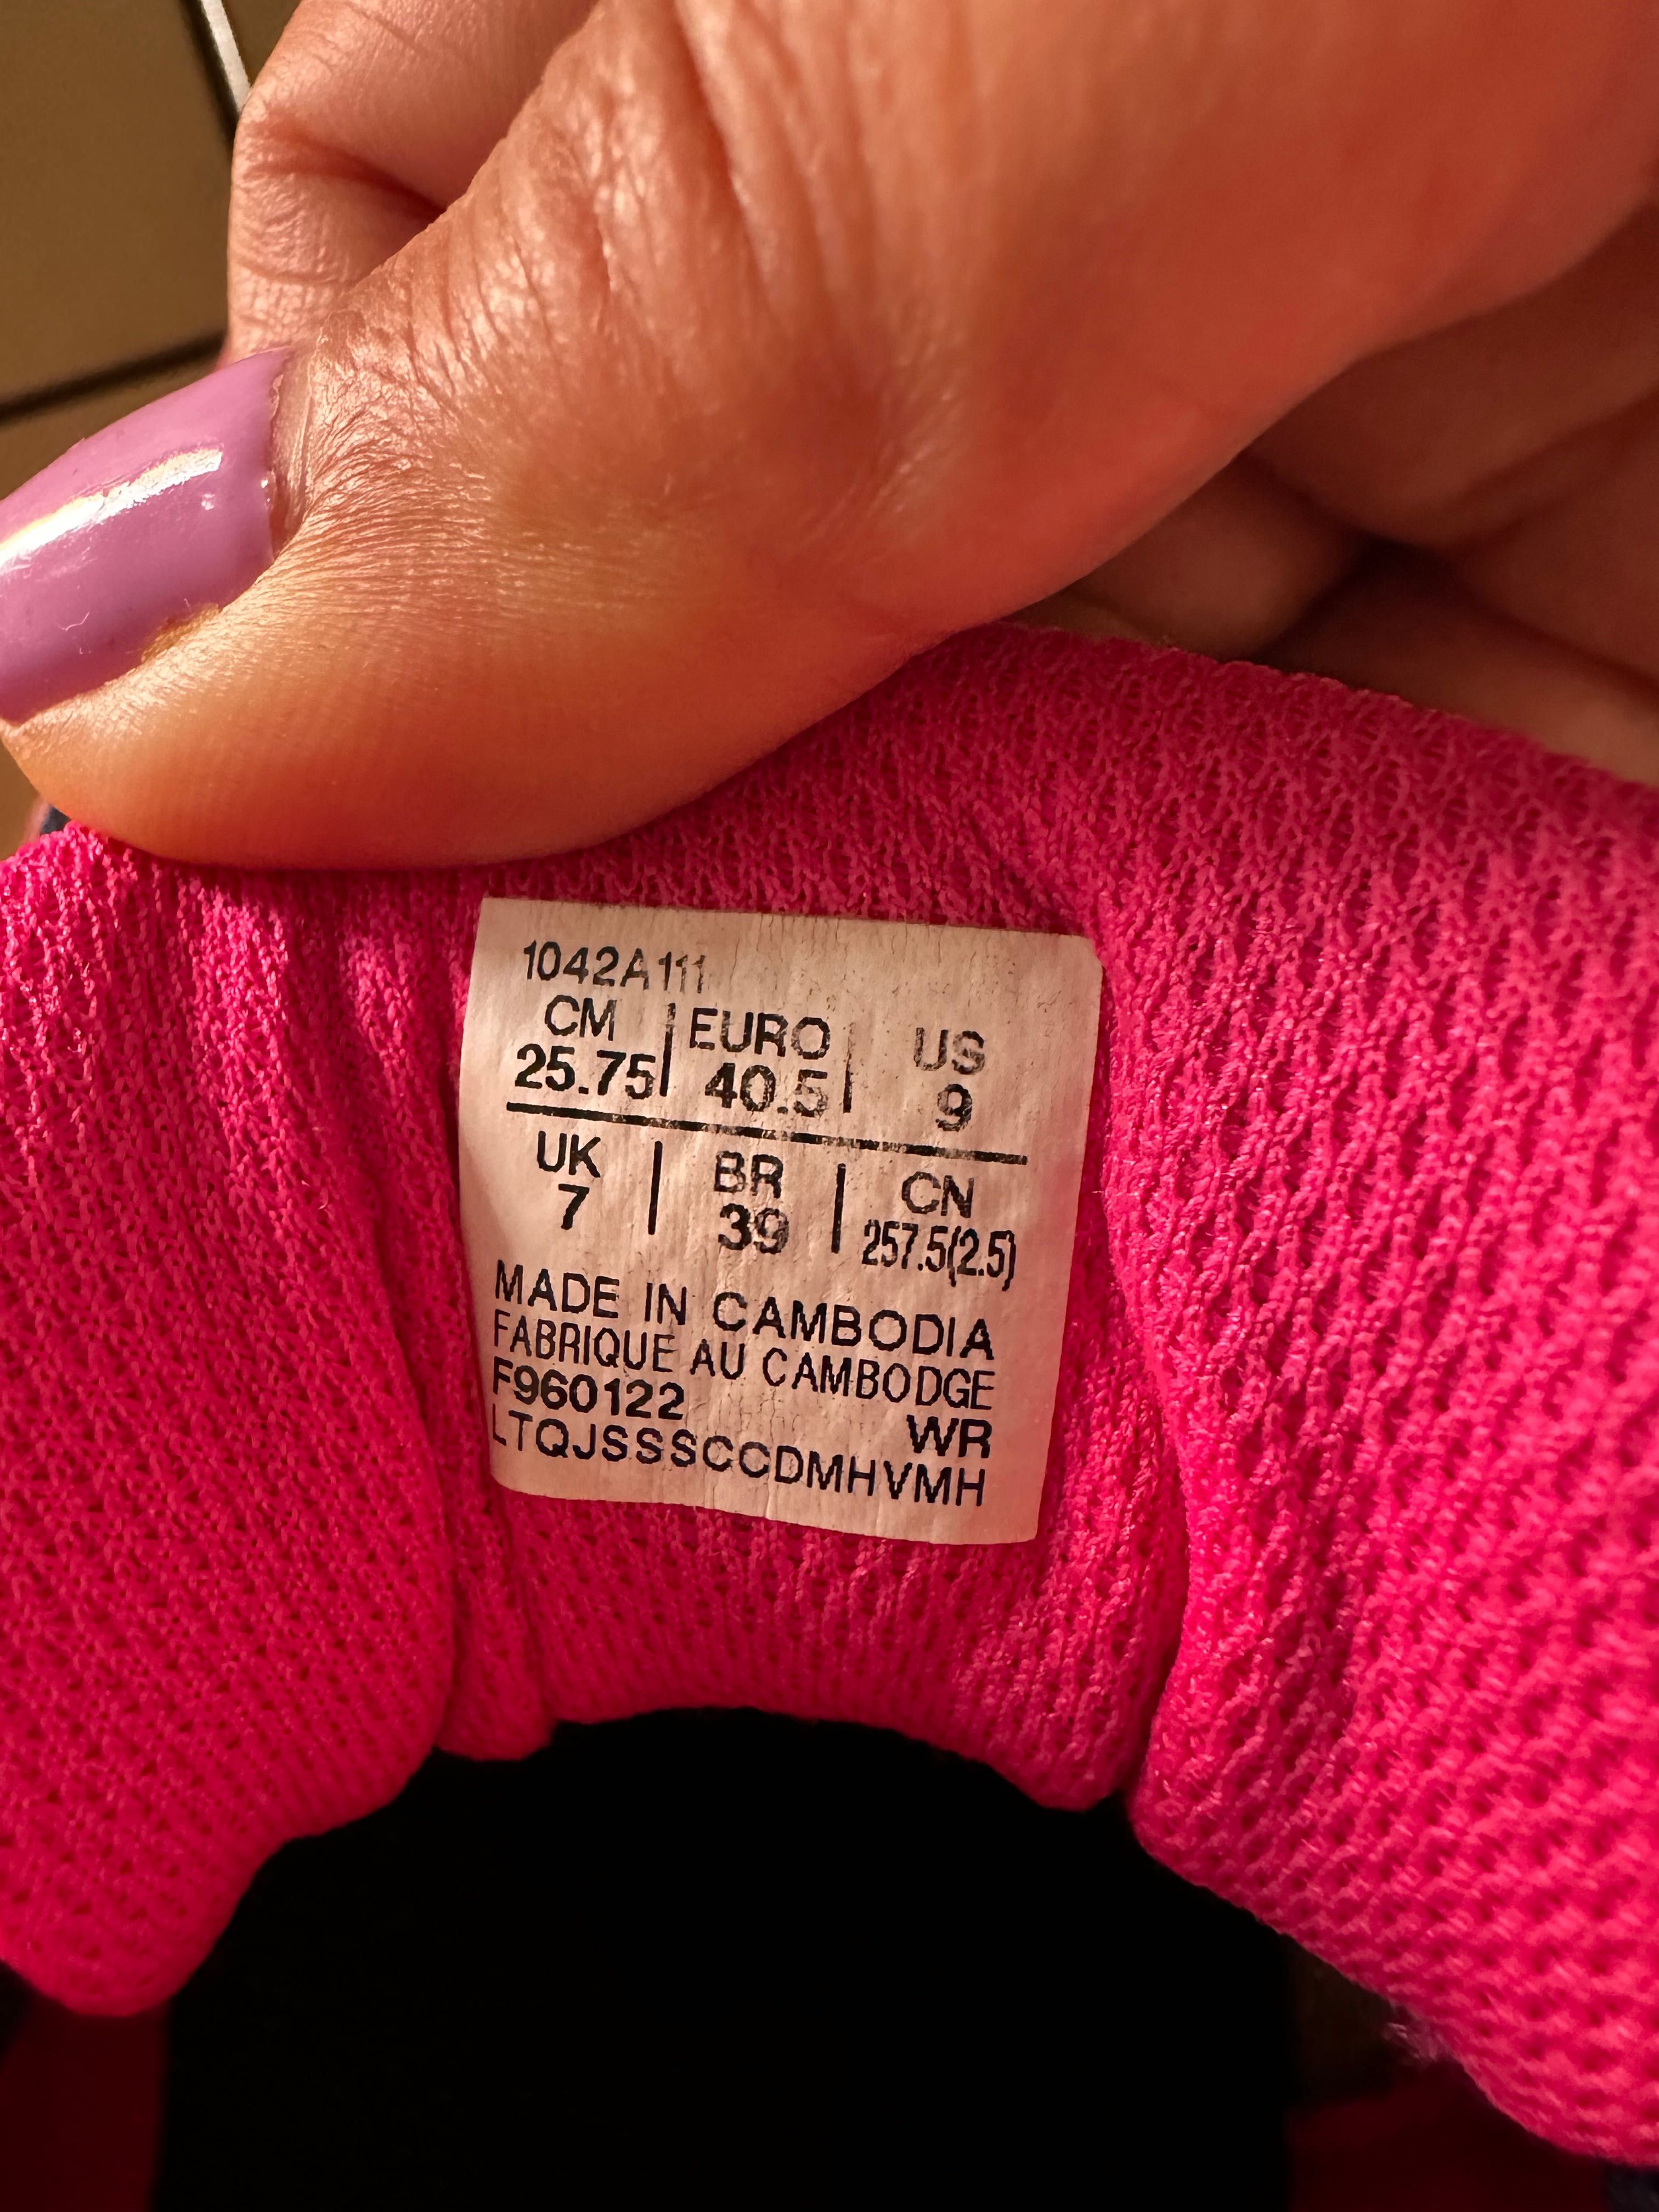 1042A111
CM | EURO | US
25.75 | 40.5 | 9
UK | BR | CN
7 | 39 | 257.5(2.5)
MADE IN CAMBODIA
FABRIQUE AU CAMBODGE
F960122 WR
LTQJSSSCCDMHVMH